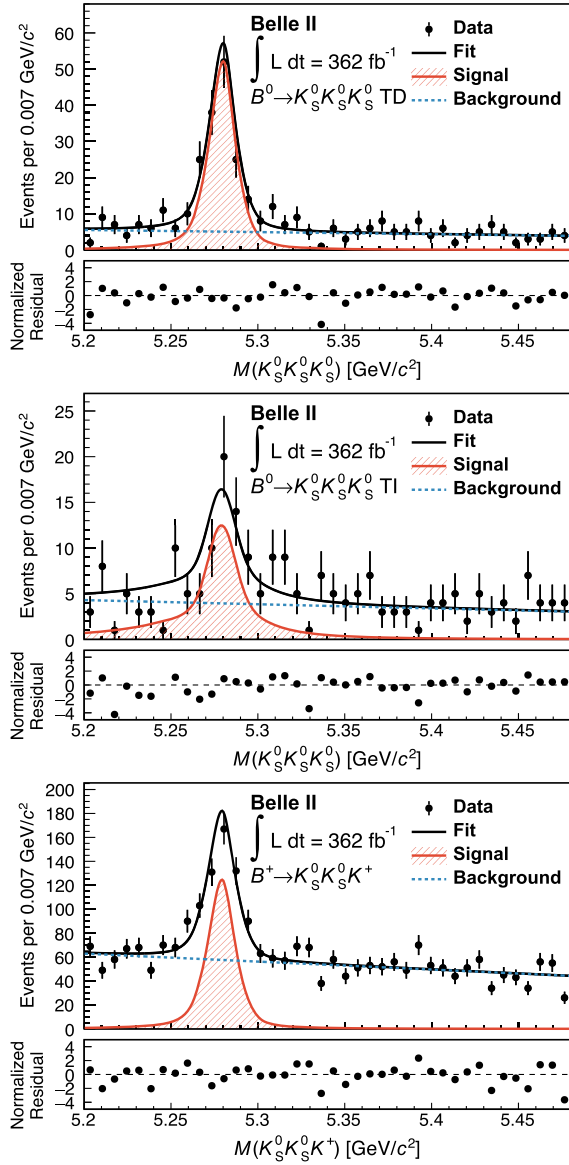 Belle II
∫ L dt = 362 fb⁻¹
B⁰→K⁰SK⁰SK⁰S TD
Data
Fit
Signal
Background
Events per 0.007 GeV/c²
60
50
40
30
20
10
0
Normalized
Residual
4
2
0
−2
−4
5.2 5.25 5.3 5.35 5.4 5.45
M(K⁰SK⁰SK⁰S) [GeV/c²]
Belle II
∫ L dt = 362 fb⁻¹
B⁰→K⁰SK⁰SK⁰S TI
Data
Fit
Signal
Background
Events per 0.007 GeV/c²
25
20
15
10
5
0
Normalized
Residual
4
2
0
−2
−4
5.2 5.25 5.3 5.35 5.4 5.45
M(K⁰SK⁰SK⁰S) [GeV/c²]
Belle II
∫ L dt = 362 fb⁻¹
B⁺→K⁰SK⁰SK⁺
Data
Fit
Signal
Background
Events per 0.007 GeV/c²
200
180
160
140
120
100
80
60
40
20
0
Normalized
Residual
4
2
0
−2
−4
5.2 5.25 5.3 5.35 5.4 5.45
M(K⁰SK⁰SK⁺) [GeV/c²]